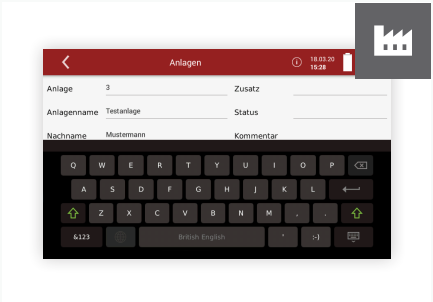 Anlagen
18.03.20
15:28
Anlage 3 Zusatz
Anlagenname Testanlage Status
Nachname Mustermann Kommentar
Q W E R T Y U I O P
A S D F G H J K L
Z X C V B N M , .
&123 British English ' :-)